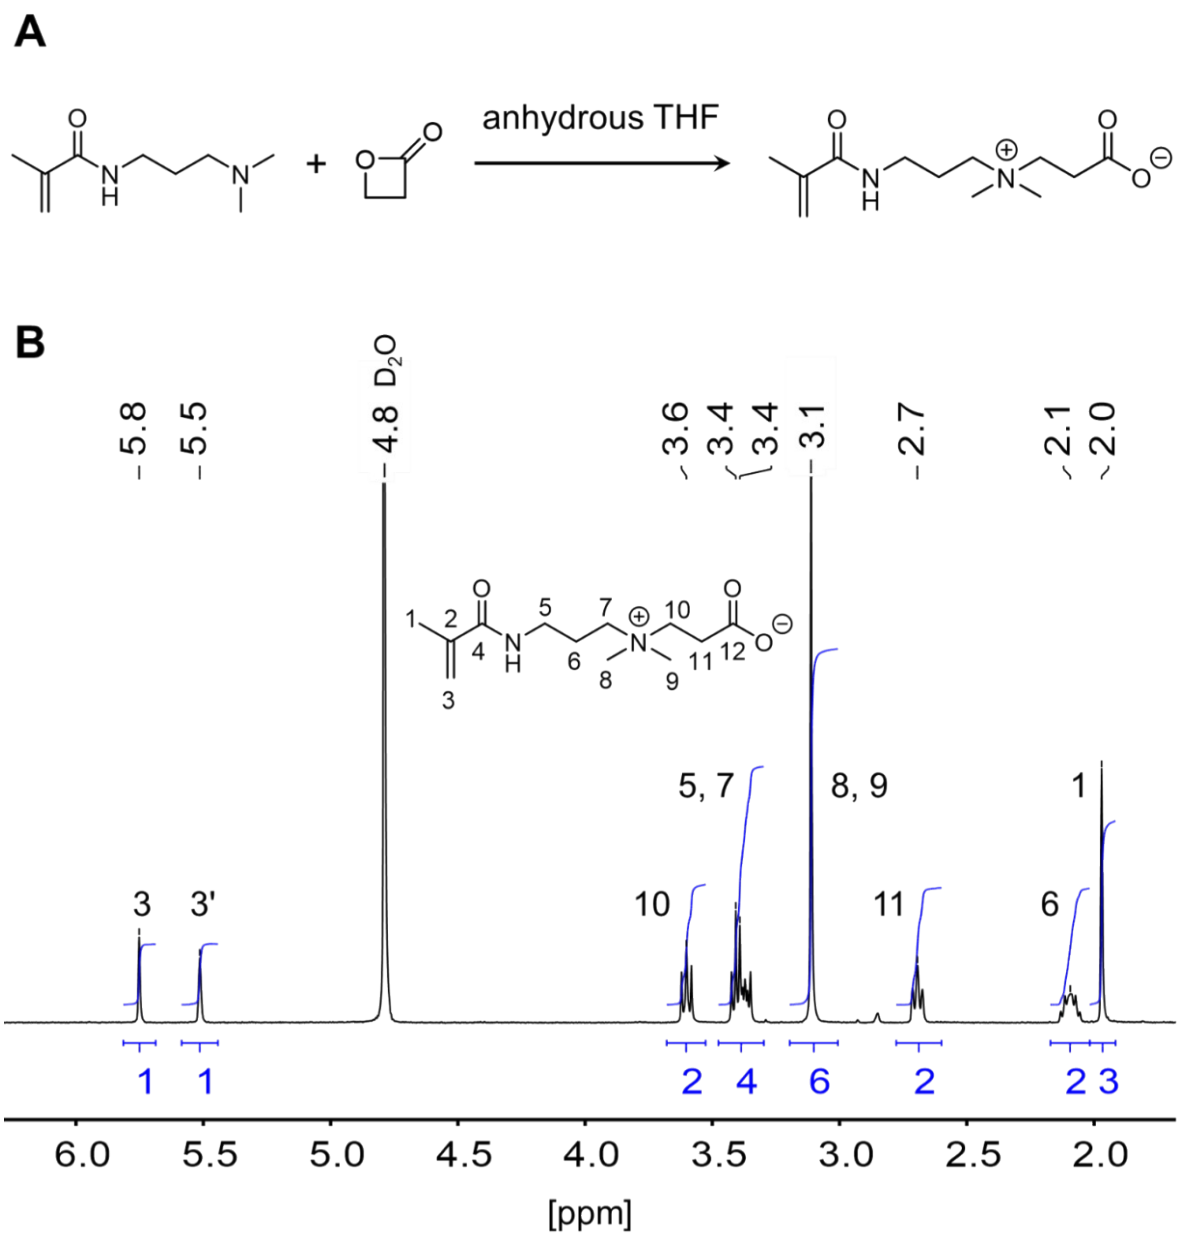 A
anhydrous THF
O
N
H
N
+
O
O
O
N
H
⊕
N
O
O
⊖
B
5.8
5.5
4.8 D₂O
3.6
3.4
3.4
3.1
2.7
2.1
2.0
1
2
O
4
N
H
3
5
6
7
⊕
N
8
9
10
11
O
12
O
⊖
3
3'
10
5, 7
8, 9
11
6
1
1
1
2
4
6
2
2
3
6.0
5.5
5.0
4.5
4.0
3.5
3.0
2.5
2.0
[ppm]